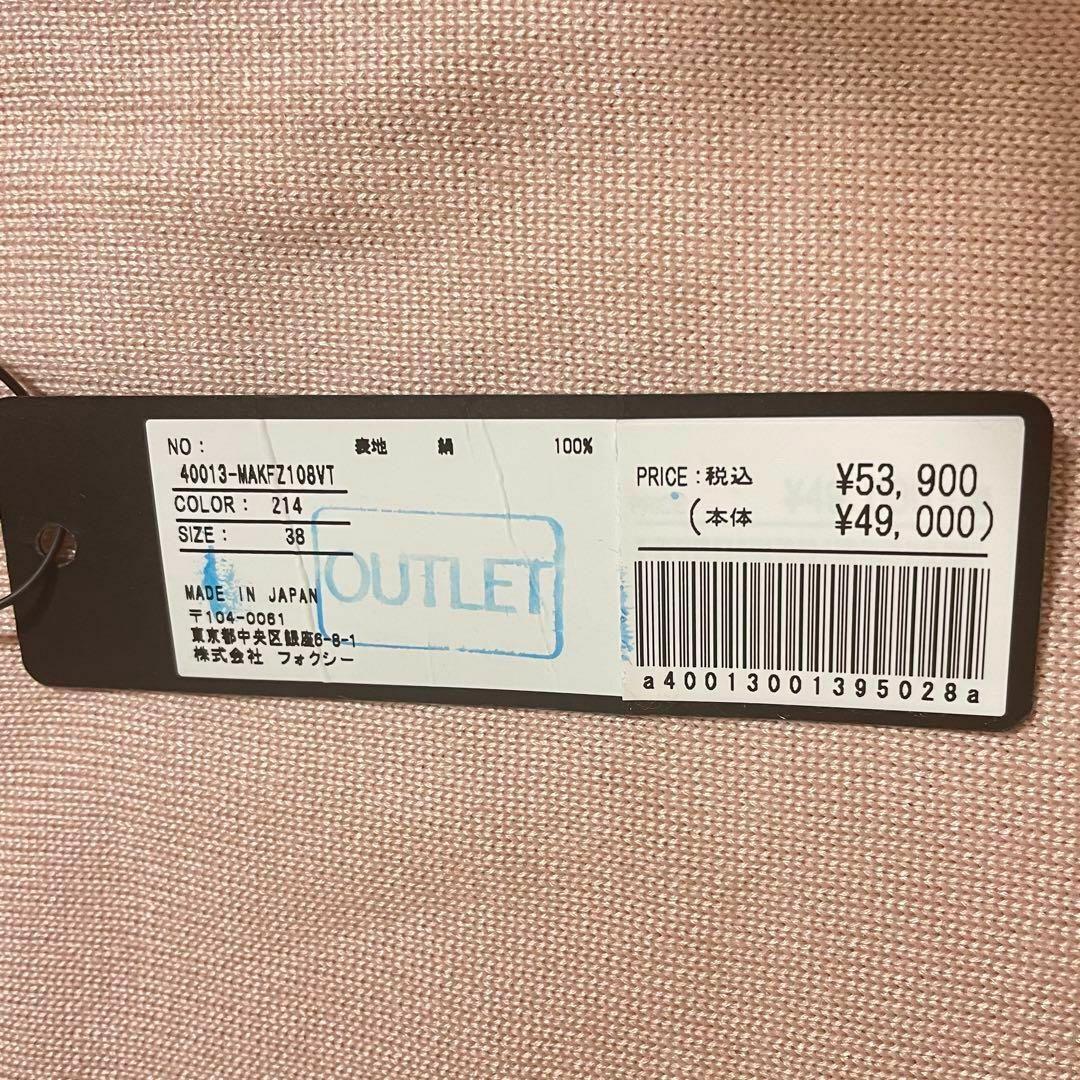 NO : 表地 絹 100%
40013-MAKFZ108VT
COLOR : 214
SIZE : 38
OUTLET
MADE IN JAPAN
〒104-0061
東京都中央区銀座6-8-1
株式会社 フォクシー
PRICE : 税込 ¥53, 900
(本体 ¥49, 000)
a40013001395028a